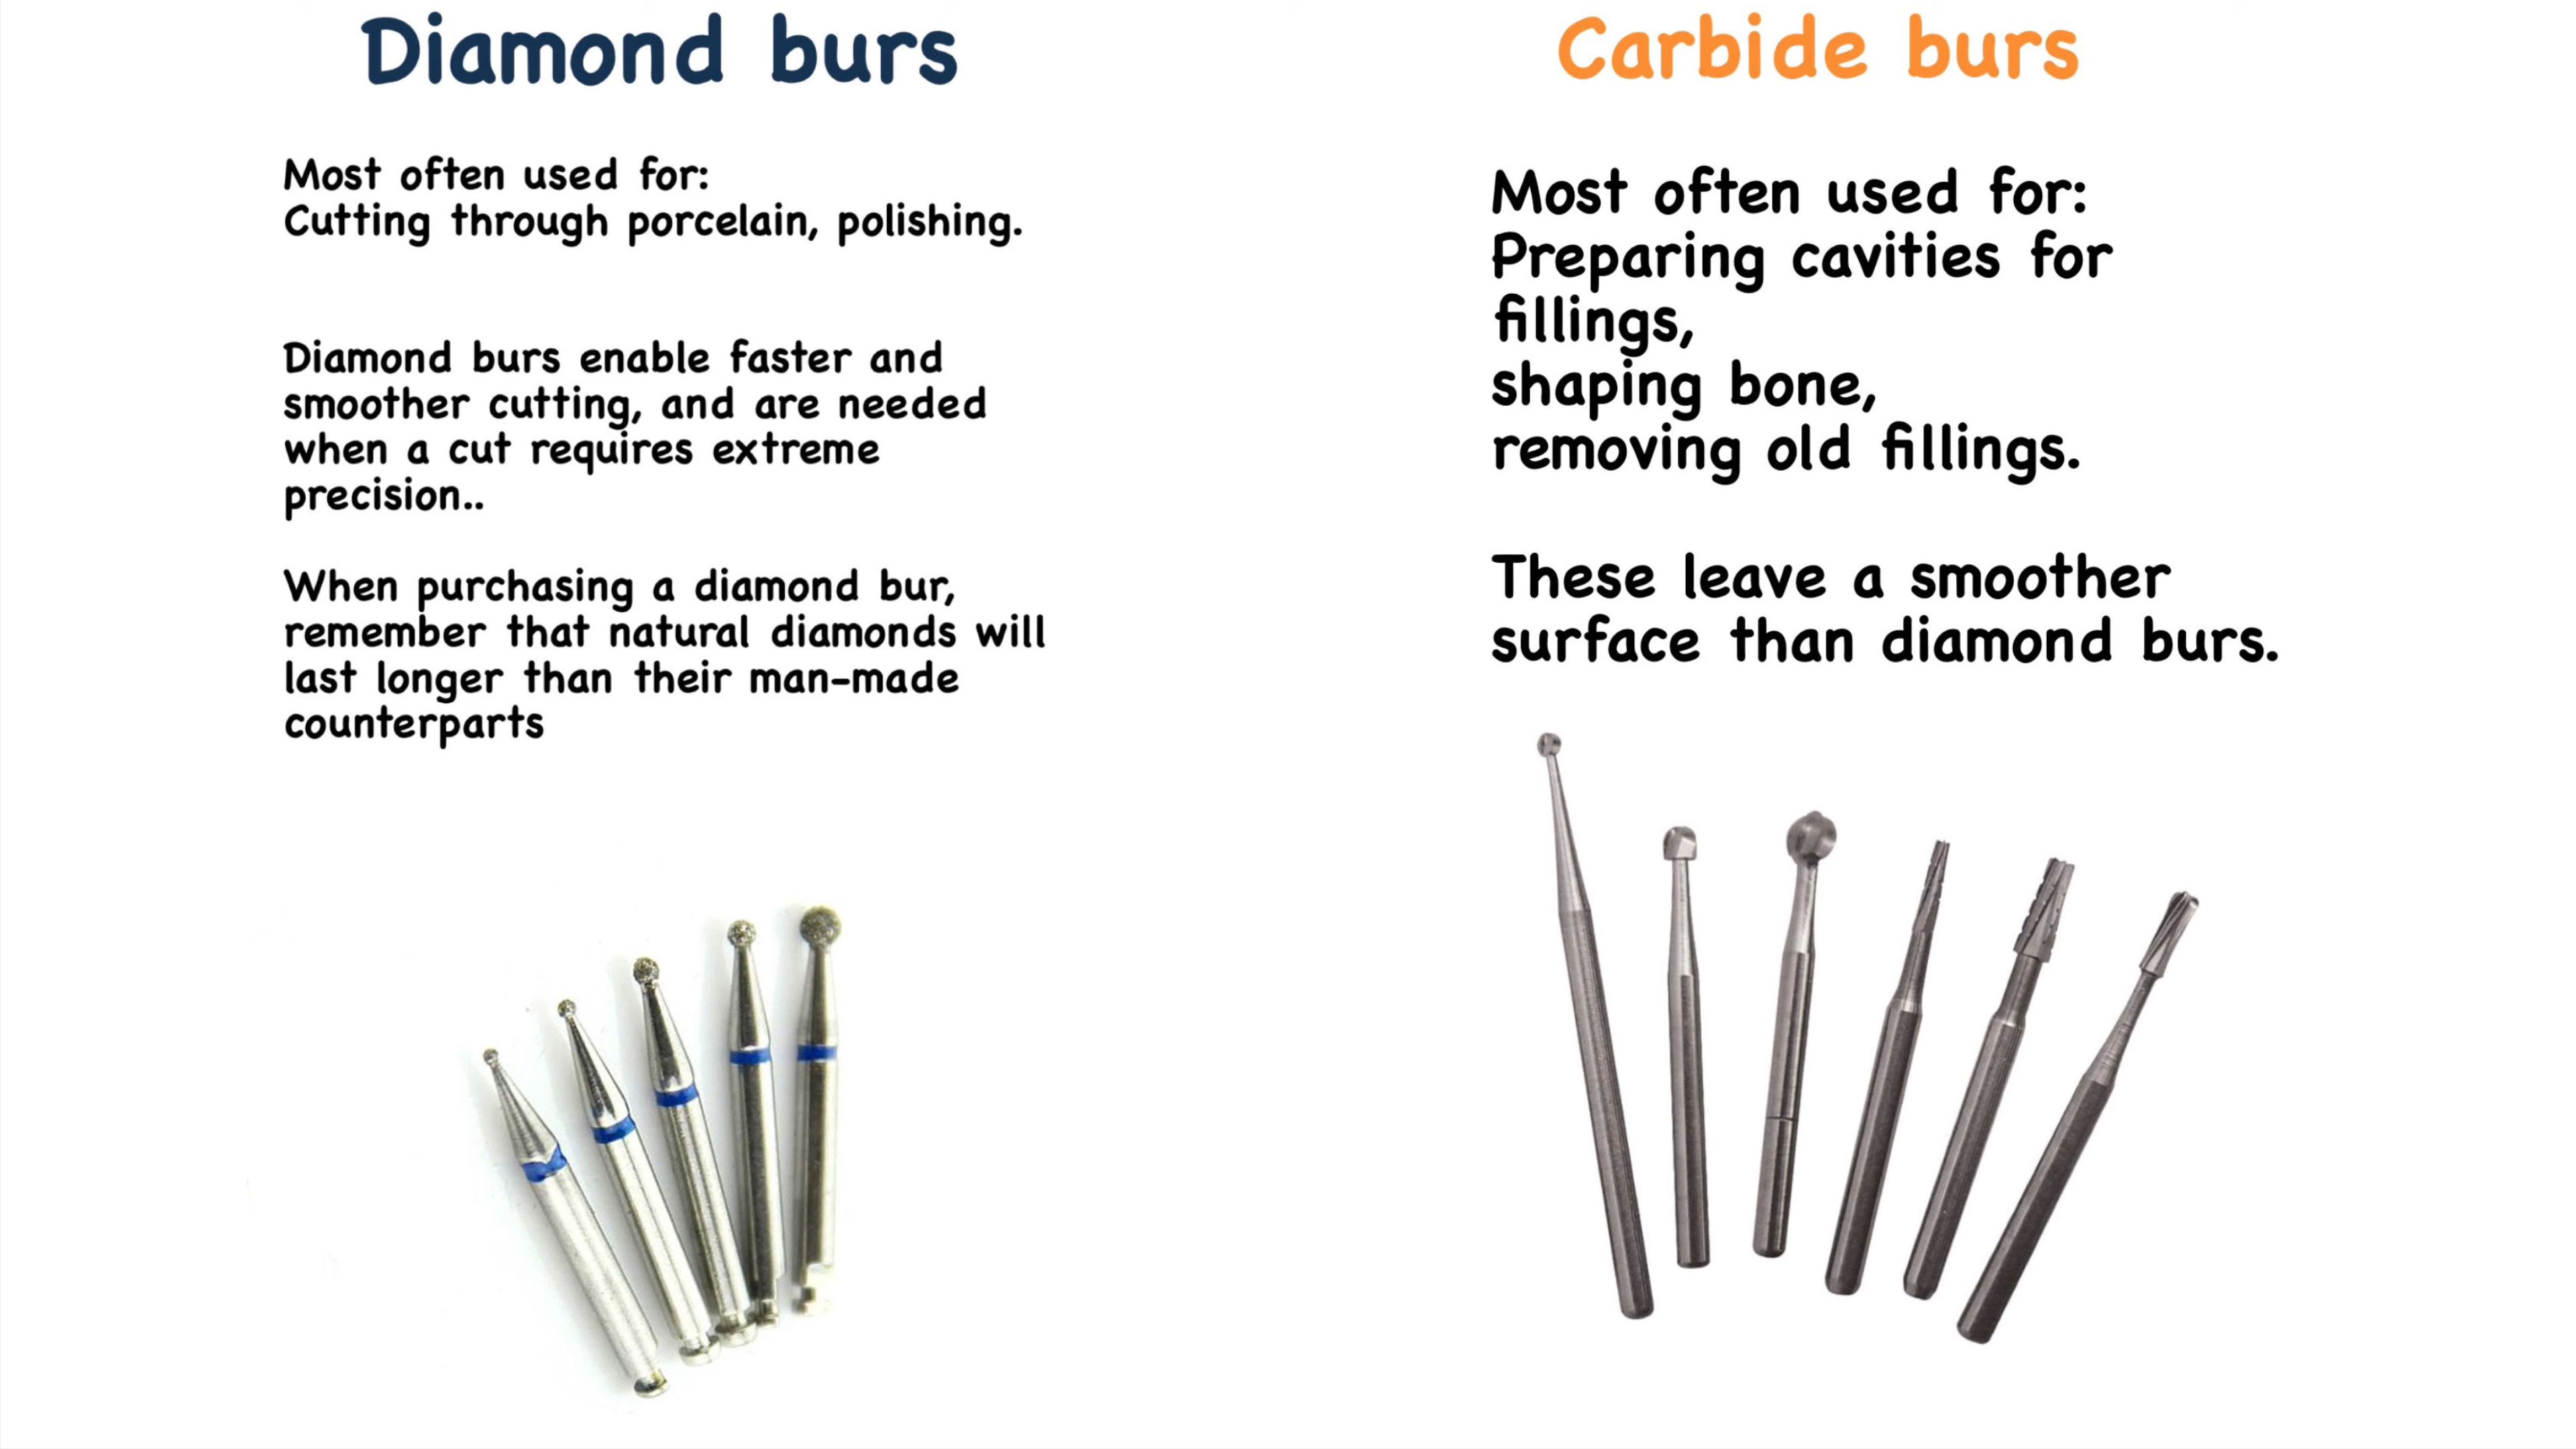 Diamond burs
Most often used for:
Cutting through porcelain, polishing.
Diamond burs enable faster and
smoother cutting, and are needed
when a cut requires extreme
precision..
When purchasing a diamond bur,
remember that natural diamonds will
last longer than their man-made
counterparts
Carbide burs
Most often used for:
Preparing cavities for
fillings,
shaping bone,
removing old fillings.
These leave a smoother
surface than diamond burs.